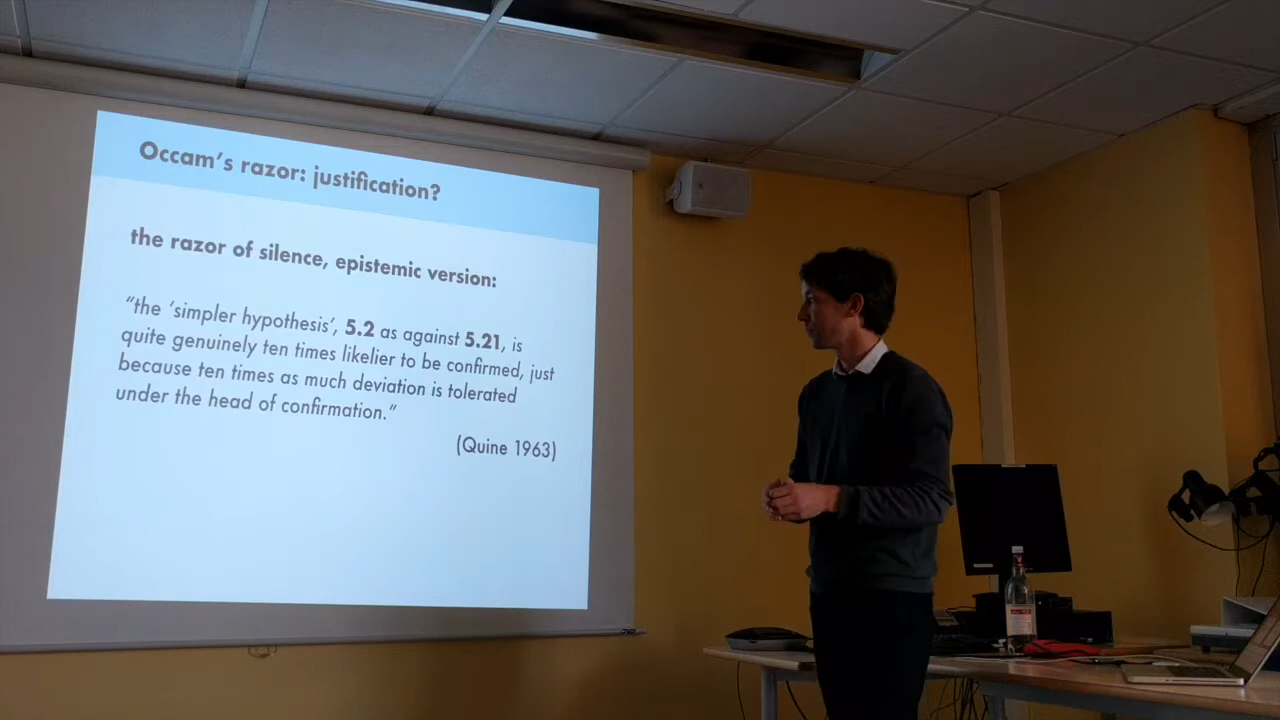 Occam's razor: justification?
the razor of silence, epistemic version:
"the 'simpler hypothesis', 5.2 as against 5.21, is
quite genuinely ten times likelier to be confirmed, just
because ten times as much deviation is tolerated
under the head of confirmation."
(Quine 1963)